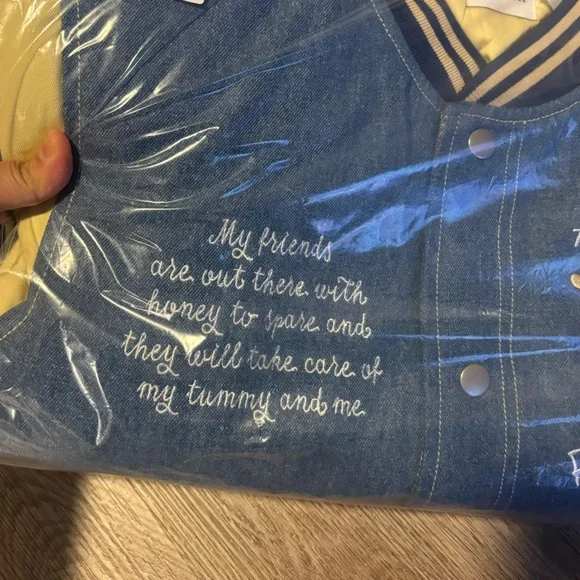 My friends
are out there with
honey to spare and
they will take care of
my tummy and me